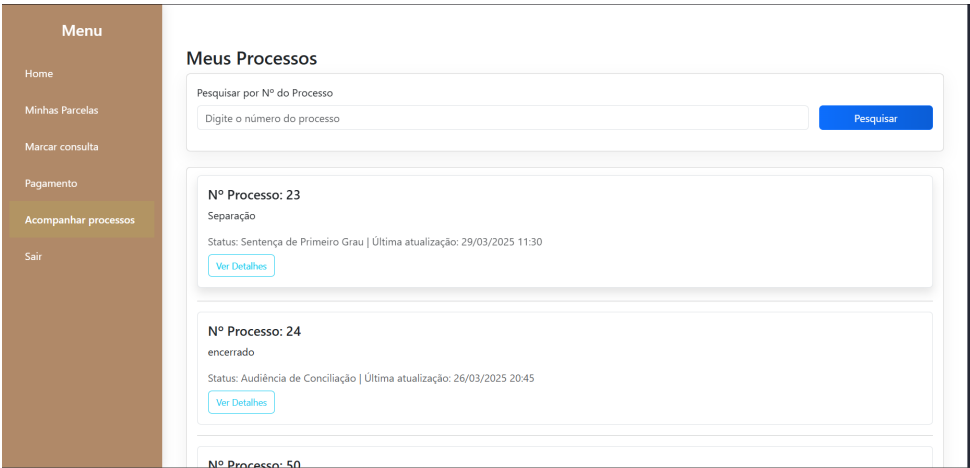 Menu
Home
Minhas Parcelas
Marcar consulta
Pagamento
Acompanhar processos
Sair
Meus Processos
Pesquisar por Nº do Processo
Digite o número do processo
Pesquisar
Nº Processo: 23
Separação
Status: Sentença de Primeiro Grau | Última atualização: 29/03/2025 11:30
Ver Detalhes
Nº Processo: 24
encerrado
Status: Audiência de Conciliação | Última atualização: 26/03/2025 20:45
Ver Detalhes
Nº Processo: 50